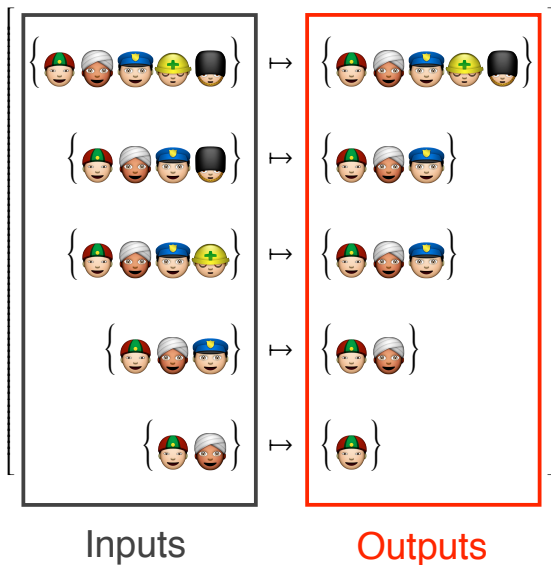 { } ↦ { }
{ } ↦ { }
{ } ↦ { }
{ } ↦ { }
{ } ↦ { }
Inputs Outputs